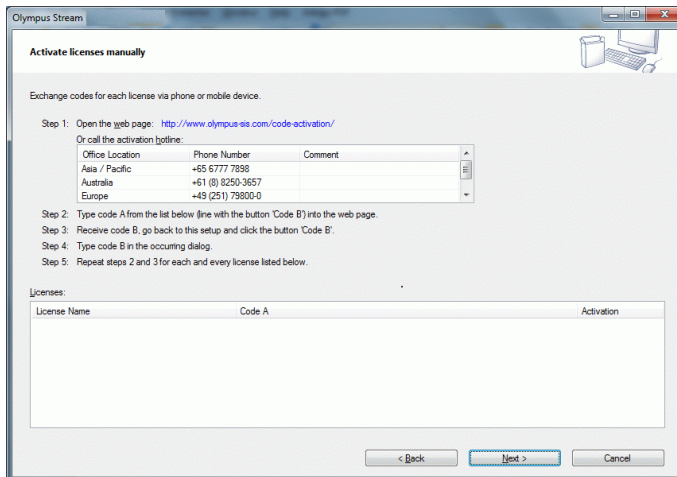 Olympus Stream
Activate licenses manually
Exchange codes for each license via phone or mobile device.
Step 1: Open the web page: http://www.olympus-sis.com/code-activation/
Or call the activation hotline:
Office Location Phone Number Comment
Asia / Pacific +65 6777 7898
Australia +61 (8) 8250-3657
Europe +49 (251) 79800-0
Step 2: Type code A from the list below (line with the button 'Code B') into the web page.
Step 3: Receive code B, go back to this setup and click the button 'Code B'.
Step 4: Type code B in the occurring dialog.
Step 5: Repeat steps 2 and 3 for each and every license listed below.
Licenses:
License Name Code A Activation
< Back Next > Cancel